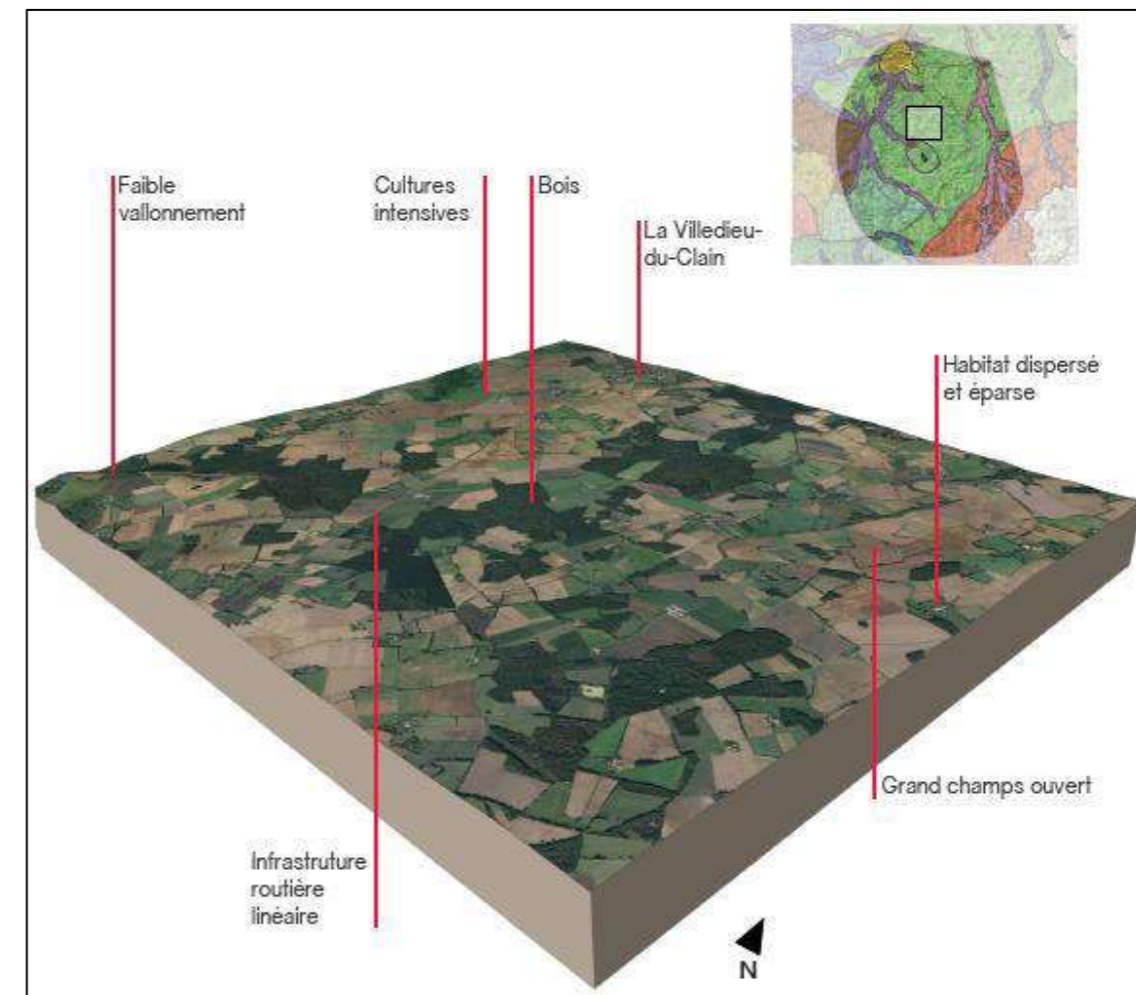 Faible
vallonnement
Cultures
intensives
Bois
La Villedieu-
du-Clain
Habitat dispersé
et éparse
Grand champs ouvert
Infrastruture
routière
linéaire
N